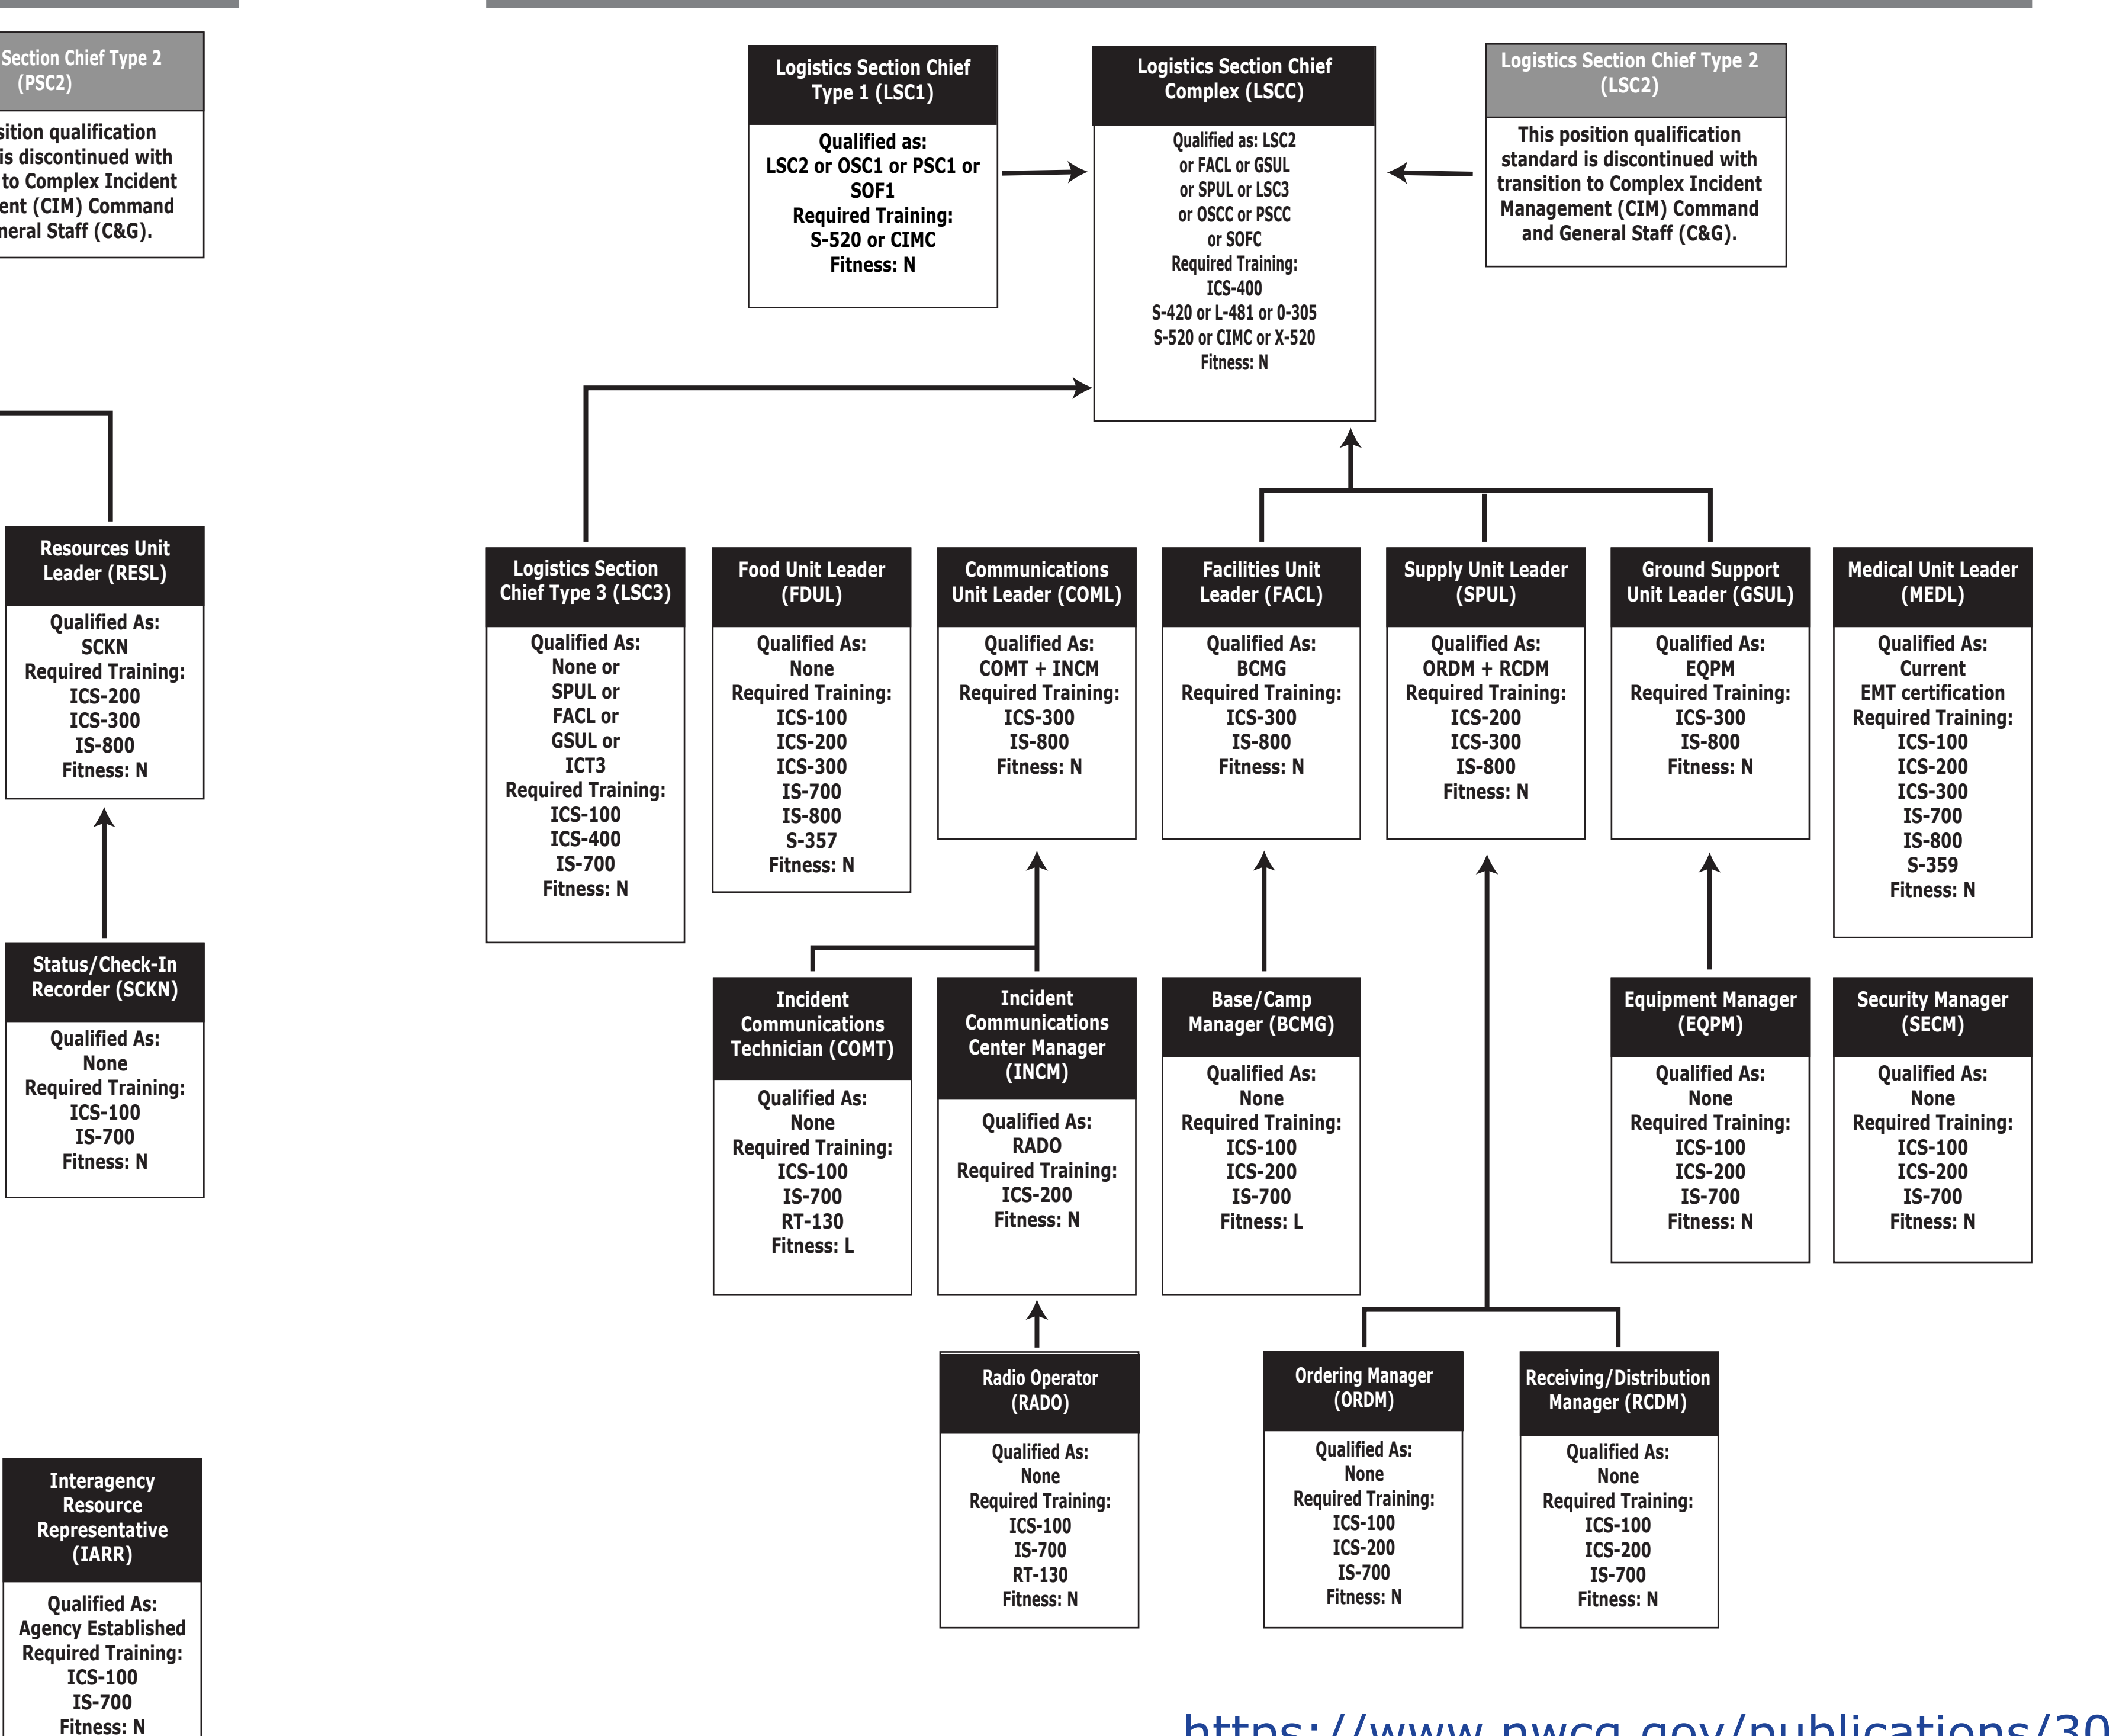 Section Chief Type 2
(PSC2)
sition qualification
is discontinued with
to Complex Incident
ent (CIM) Command
neral Staff (C&G).
Resources Unit
Leader (RESL)
Qualified As:
SCKN
Required Training:
ICS-200
ICS-300
IS-800
Fitness: N
Status/Check-In
Recorder (SCKN)
Qualified As:
None
Required Training:
ICS-100
IS-700
Fitness: N
Interagency
Resource
Representative
(IARR)
Qualified As:
Agency Established
Required Training:
ICS-100
IS-700
Fitness: N
Logistics Section Chief
Type 1 (LSC1)
Qualified as:
LSC2 or OSC1 or PSC1 or
SOF1
Required Training:
S-520 or CIMC
Fitness: N
Logistics Section Chief
Complex (LSCC)
Qualified as: LSC2
or FACL or GSUL
or SPUL or LSC3
or OSCC or PSCC
or SOFC
Required Training:
ICS-400
S-420 or L-481 or 0-305
S-520 or CIMC or X-520
Fitness: N
Logistics Section Chief Type 2
(LSC2)
This position qualification
standard is discontinued with
transition to Complex Incident
Management (CIM) Command
and General Staff (C&G).
Logistics Section
Chief Type 3 (LSC3)
Qualified As:
None or
SPUL or
FACL or
GSUL or
ICT3
Required Training:
ICS-100
ICS-400
IS-700
Fitness: N
Food Unit Leader
(FDUL)
Qualified As:
None
Required Training:
ICS-100
ICS-200
ICS-300
IS-700
IS-800
S-357
Fitness: N
Communications
Unit Leader (COML)
Qualified As:
COMT + INCM
Required Training:
ICS-300
IS-800
Fitness: N
Facilities Unit
Leader (FACL)
Qualified As:
BCMG
Required Training:
ICS-300
IS-800
Fitness: N
Supply Unit Leader
(SPUL)
Qualified As:
ORDM + RCDM
Required Training:
ICS-200
ICS-300
IS-800
Fitness: N
Ground Support
Unit Leader (GSUL)
Qualified As:
EQPM
Required Training:
ICS-300
IS-800
Fitness: N
Medical Unit Leader
(MEDL)
Qualified As:
Current
EMT certification
Required Training:
ICS-100
ICS-200
ICS-300
IS-700
IS-800
S-359
Fitness: N
Incident
Communications
Technician (COMT)
Qualified As:
None
Required Training:
ICS-100
IS-700
RT-130
Fitness: L
Incident
Communications
Center Manager
(INCM)
Qualified As:
RADO
Required Training:
ICS-200
Fitness: N
Base/Camp
Manager (BCMG)
Qualified As:
None
Required Training:
ICS-100
ICS-200
IS-700
Fitness: L
Equipment Manager
(EQPM)
Qualified As:
None
Required Training:
ICS-100
ICS-200
IS-700
Fitness: N
Security Manager
(SECM)
Qualified As:
None
Required Training:
ICS-100
ICS-200
IS-700
Fitness: N
Radio Operator
(RADO)
Qualified As:
None
Required Training:
ICS-100
IS-700
RT-130
Fitness: N
Ordering Manager
(ORDM)
Qualified As:
None
Required Training:
ICS-100
ICS-200
IS-700
Fitness: N
Receiving/Distribution
Manager (RCDM)
Qualified As:
None
Required Training:
ICS-100
ICS-200
IS-700
Fitness: N
https://www.nwcg.gov/publications/30